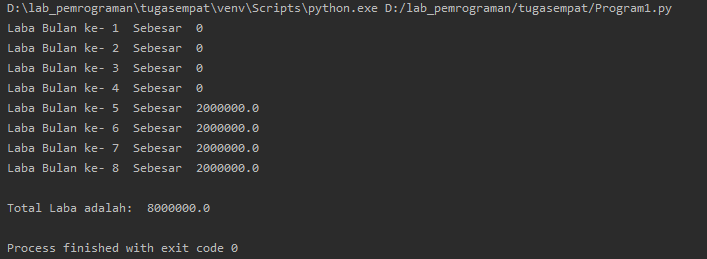 D:\lab_pemrograman\tugasempat\venv\Scripts\python.exe D:/lab_pemrograman/tugasempat/Program1.py
Laba Bulan ke- 1  Sebesar  0
Laba Bulan ke- 2  Sebesar  0
Laba Bulan ke- 3  Sebesar  0
Laba Bulan ke- 4  Sebesar  0
Laba Bulan ke- 5  Sebesar  2000000.0
Laba Bulan ke- 6  Sebesar  2000000.0
Laba Bulan ke- 7  Sebesar  2000000.0
Laba Bulan ke- 8  Sebesar  2000000.0
Total Laba adalah:  8000000.0
Process finished with exit code 0